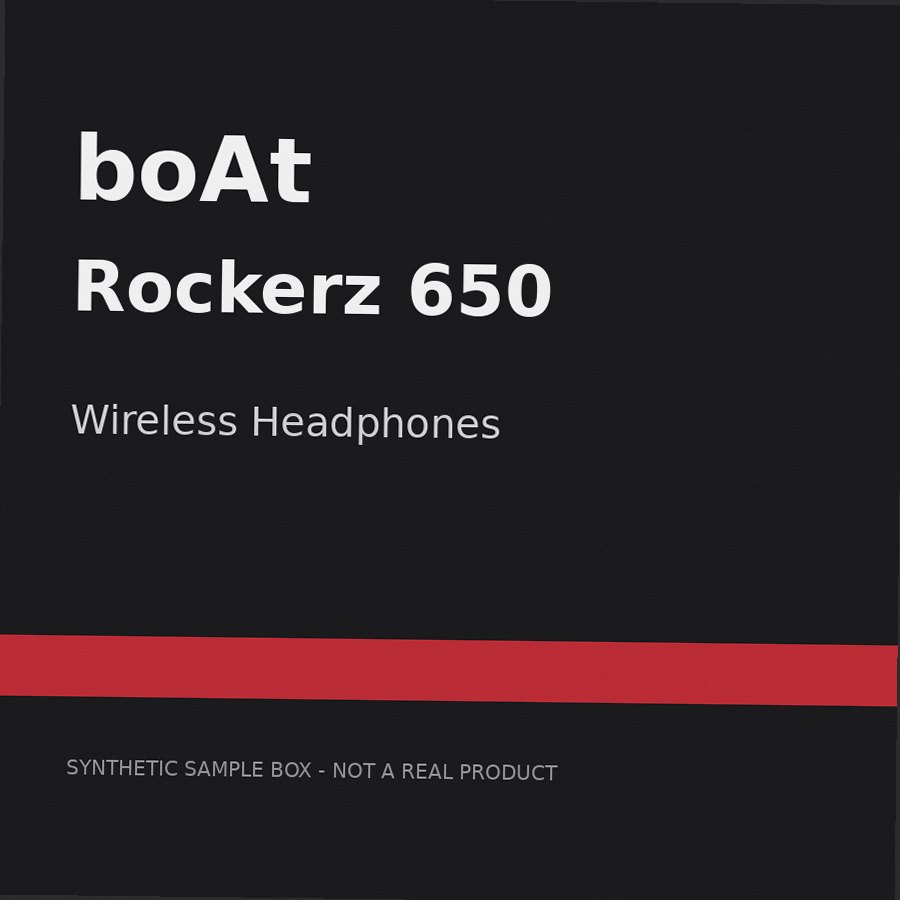 boAt
Rockerz 650
Wireless Headphones
SYNTHETIC SAMPLE BOX - NOT A REAL PRODUCT